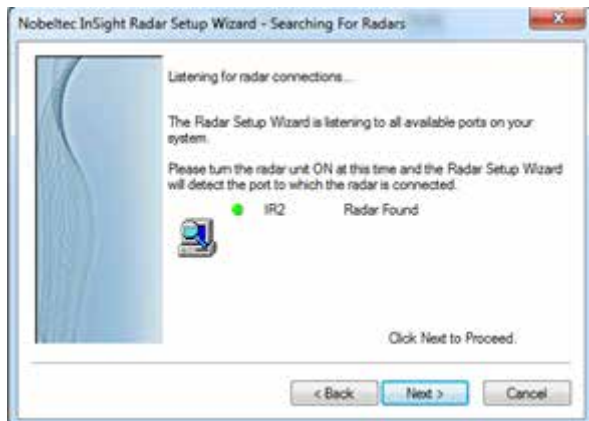 Nobeltec InSight Radar Setup Wizard - Searching For Radars
Listening for radar connections...
The Radar Setup Wizard is listening to all available ports on your
system.
Please turn the radar unit ON at this time and the Radar Setup Wizard
will detect the port to which the radar is connected.
IR2 Radar Found
Click Next to Proceed.
< Back Next > Cancel